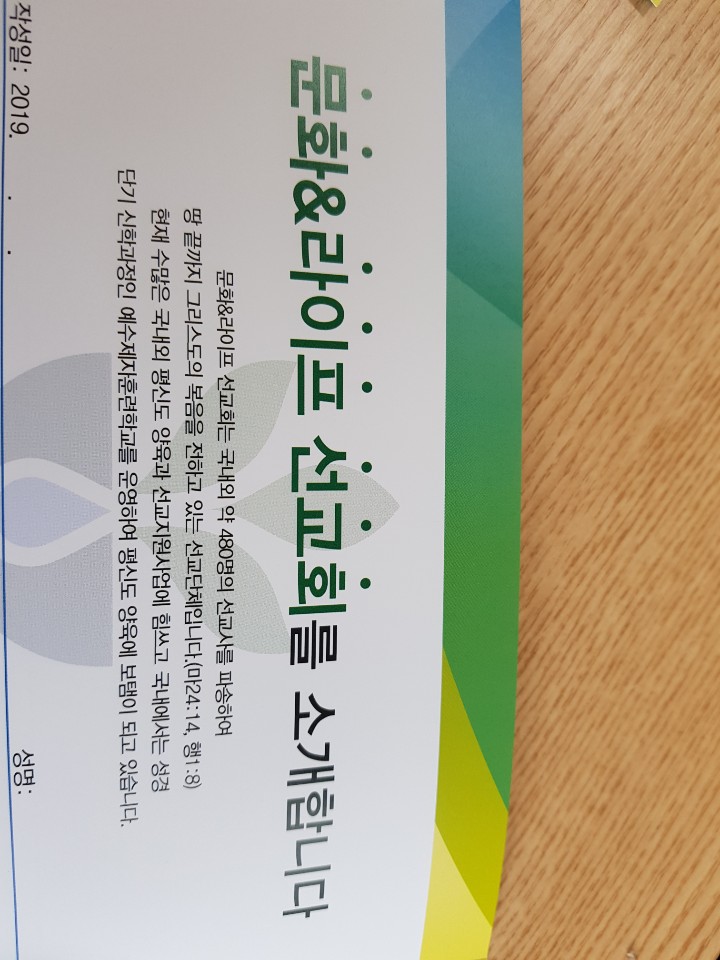 문화&라이프 선교회를 소개합니다
문화&라이프 선교회는 국내외 약 480명의 선교사를 파송하여
땅 끝까지 그리스도의 복음을 전하고 있는 선교단체입니다.(마24:14, 행1:8)
현재 수많은 국내외 평신도 양육과 선교지원사업에 힘쓰고 국내에서는 성경
단기 신학과정인 예수제자훈련학교를 운영하여 평신도 양육에 보탬이 되고 있습니다.
작성일: 2019. . . 성명: